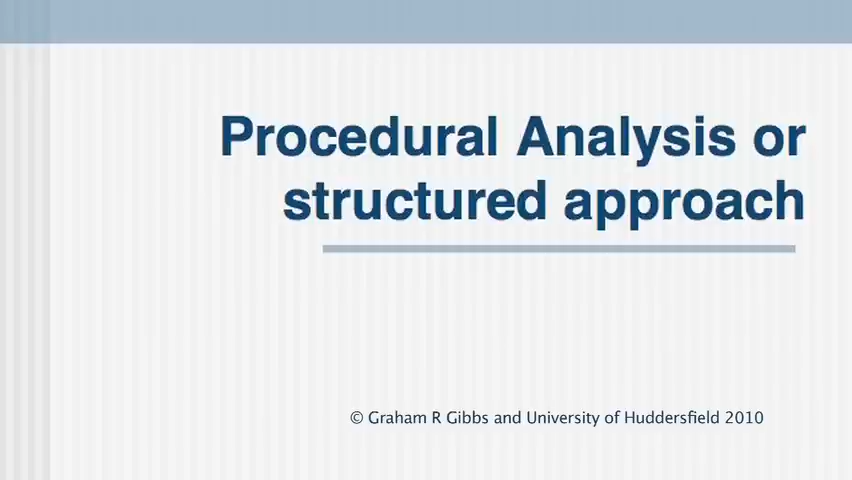 Procedural Analysis or
structured approach
© Graham R Gibbs and University of Huddersfield 2010